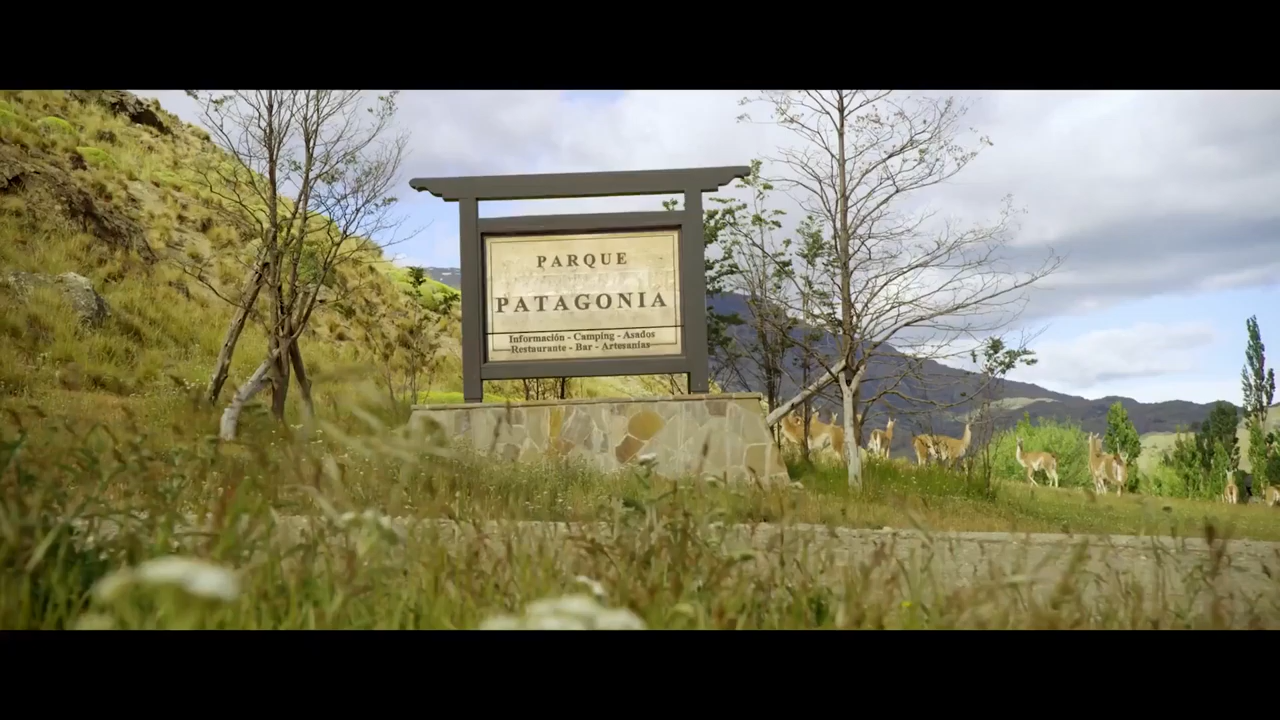 PARQUE
PATAGONIA
Información - Camping - Asados
Restaurante - Bar - Artesanías